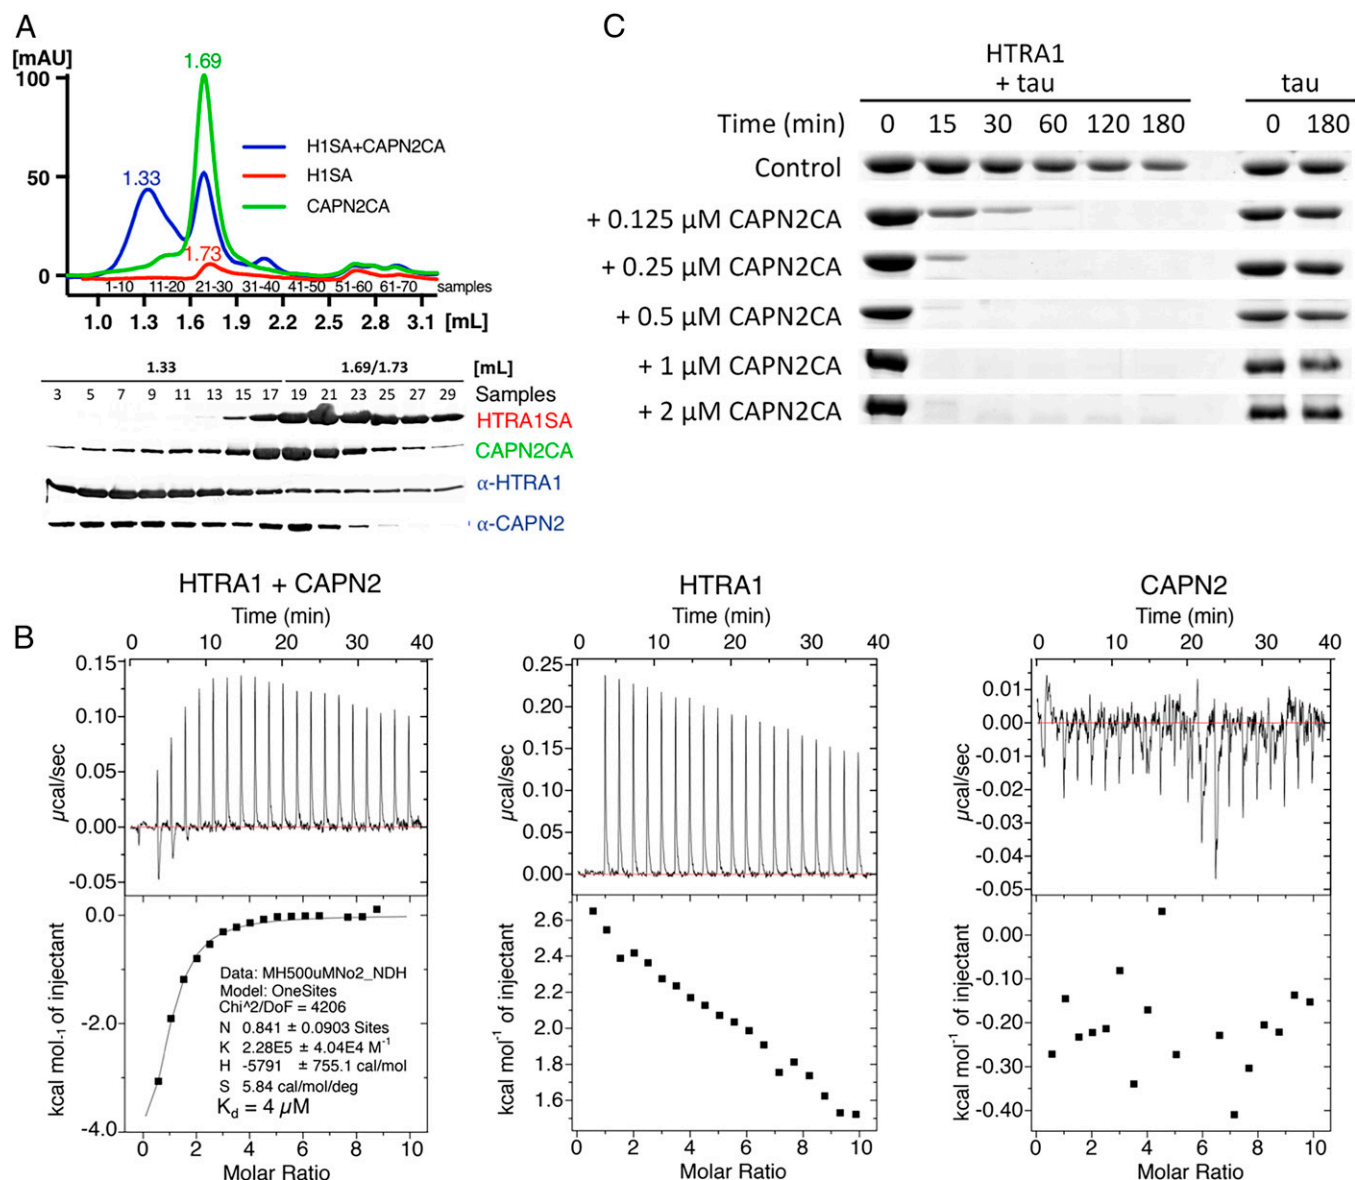 A
[mAU]
100
50
0
1.69
1.33
1.73
H1SA+CAPN2CA
H1SA
CAPN2CA
1-10 11-20 21-30 31-40 41-50 51-60 61-70 samples
1.0 1.3 1.6 1.9 2.2 2.5 2.8 3.1 [mL]
1.33 1.69/1.73 [mL]
3 5 7 9 11 13 15 17 19 21 23 25 27 29 Samples
HTRA1SA
CAPN2CA
α-HTRA1
α-CAPN2
C
HTRA1
+ tau
tau
Time (min) 0 15 30 60 120 180 0 180
Control
+ 0.125 µM CAPN2CA
+ 0.25 µM CAPN2CA
+ 0.5 µM CAPN2CA
+ 1 µM CAPN2CA
+ 2 µM CAPN2CA
B
HTRA1 + CAPN2
Time (min)
0 10 20 30 40
0.15
0.10
0.05
0.00
-0.05
µcal/sec
0.0
-2.0
-4.0
kcal mol-1 of injectant
Data: MH500uMNo2_NDH
Model: OneSites
Chi^2/DoF = 4206
N 0.841 ± 0.0903 Sites
K 2.28E5 ± 4.04E4 M-1
H -5791 ± 755.1 cal/mol
S 5.84 cal/mol/deg
Kd = 4 µM
0 2 4 6 8 10
Molar Ratio
HTRA1
Time (min)
0 10 20 30 40
0.25
0.20
0.15
0.10
0.05
0.00
µcal/sec
2.6
2.4
2.2
2.0
1.8
1.6
kcal mol-1 of injectant
0 2 4 6 8 10
Molar Ratio
CAPN2
Time (min)
0 10 20 30 40
0.01
0.00
-0.01
-0.02
-0.03
-0.04
-0.05
µcal/sec
0.00
-0.10
-0.20
-0.30
-0.40
kcal mol-1 of injectant
0 2 4 6 8 10
Molar Ratio